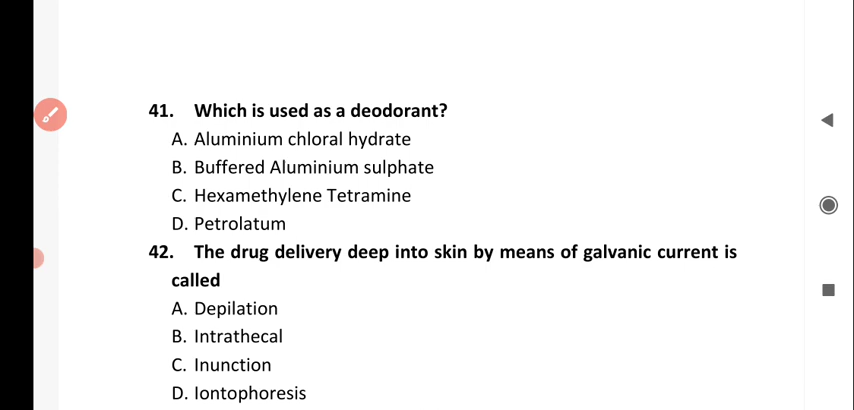 41. Which is used as a deodorant?
A. Aluminium chloral hydrate
B. Buffered Aluminium sulphate
C. Hexamethylene Tetramine
D. Petrolatum
42. The drug delivery deep into skin by means of galvanic current is
called
A. Depilation
B. Intrathecal
C. Inunction
D. Iontophoresis